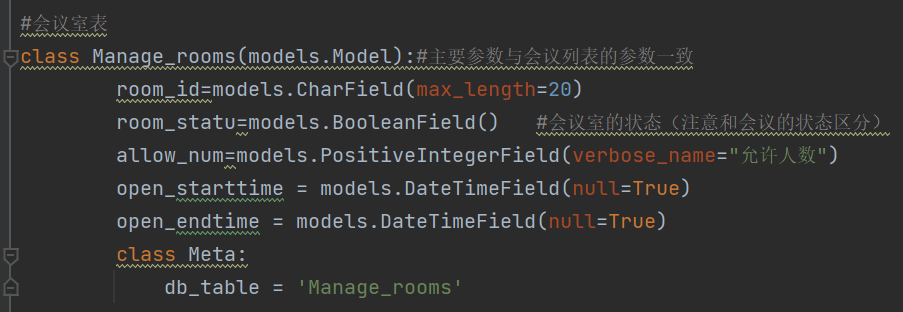 #会议室表
class Manage_rooms(models.Model):#主要参数与会议列表的参数一致
room_id=models.CharField(max_length=20)
room_statu=models.BooleanField()   #会议室的状态（注意和会议的状态区分）
allow_num=models.PositiveIntegerField(verbose_name="允许人数")
open_starttime = models.DateTimeField(null=True)
open_endtime = models.DateTimeField(null=True)
class Meta:
db_table = 'Manage_rooms'